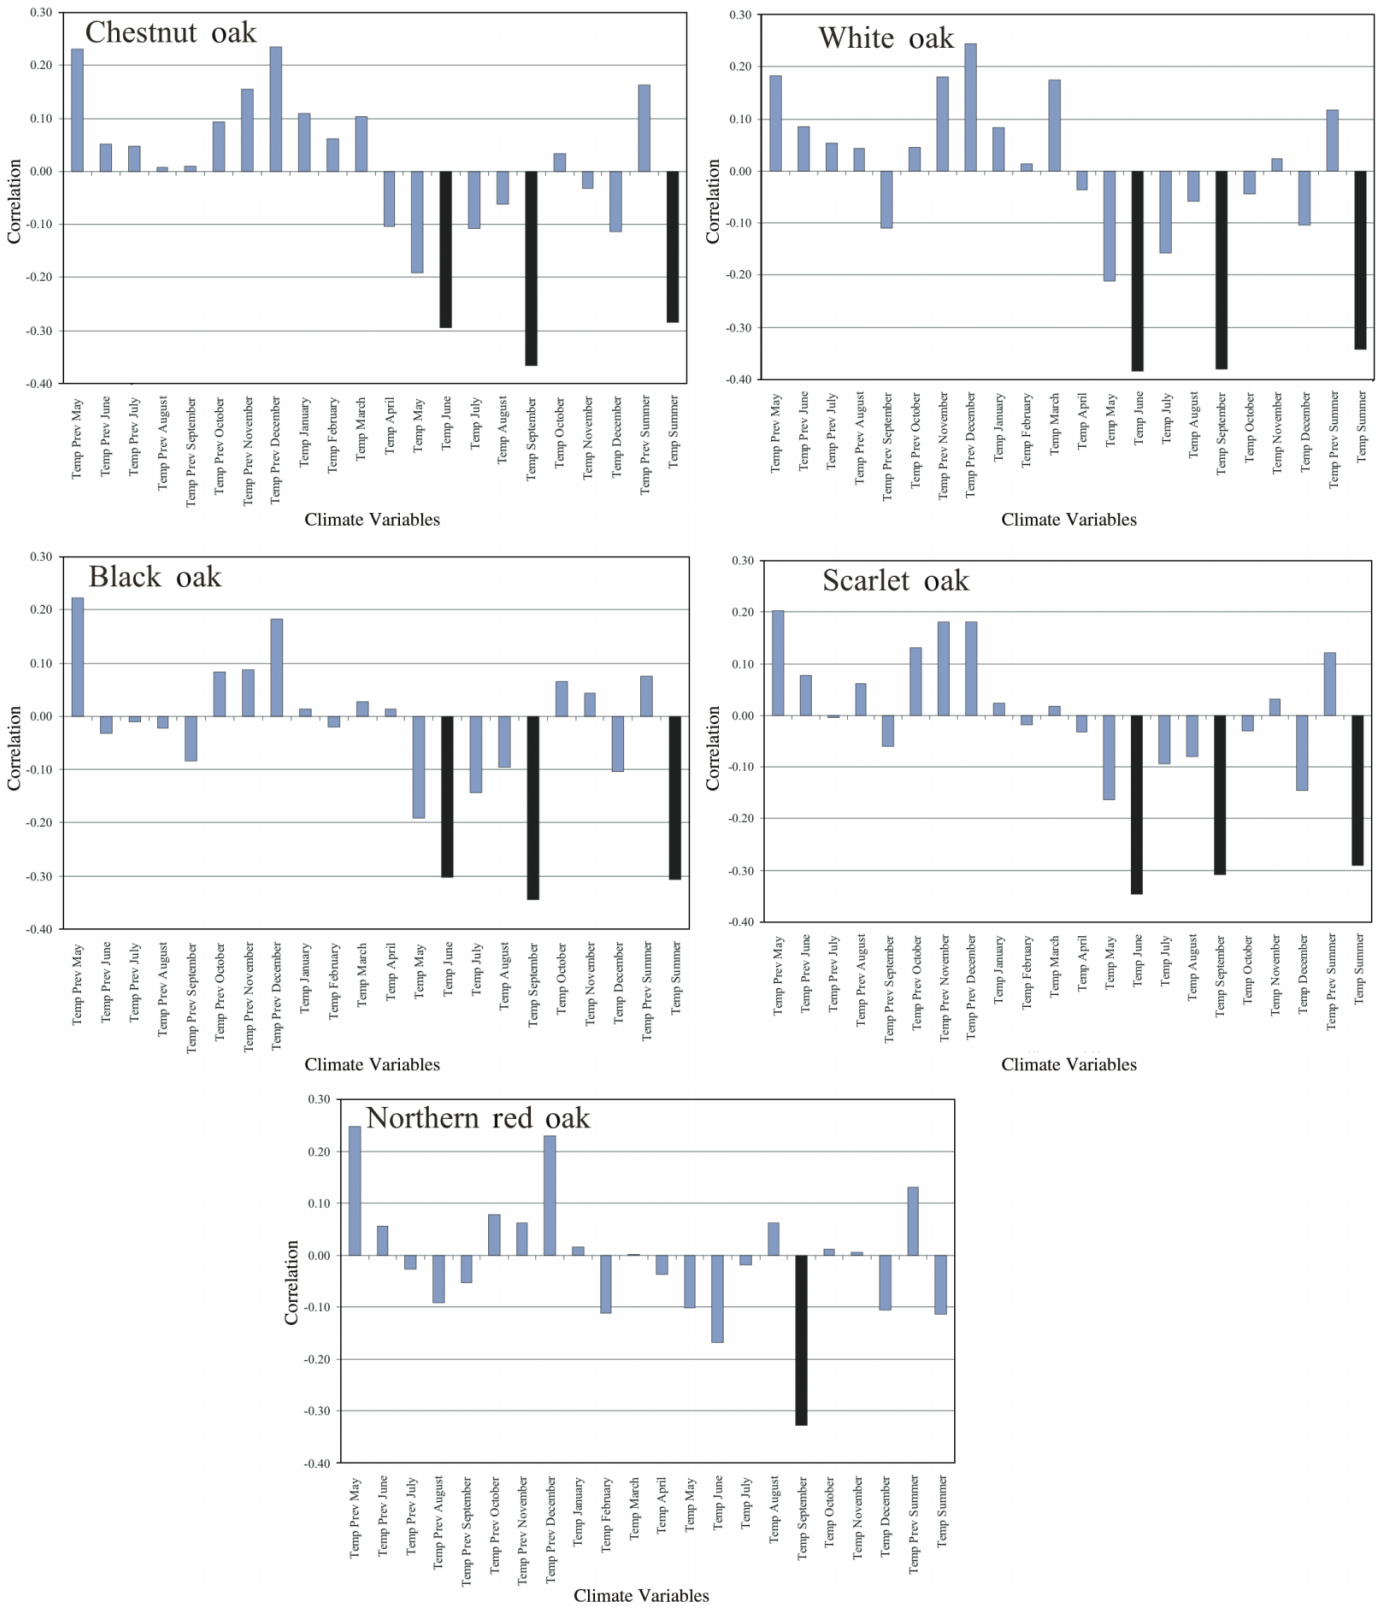 Chestnut oak
0.30
0.20
0.10
0.00
-0.10
-0.20
-0.30
-0.40
Correlation
Temp Prev May
Temp Prev June
Temp Prev July
Temp Prev August
Temp Prev September
Temp Prev October
Temp Prev November
Temp Prev December
Temp January
Temp February
Temp March
Temp April
Temp May
Temp June
Temp July
Temp August
Temp September
Temp October
Temp November
Temp December
Temp Prev Summer
Temp Summer
Climate Variables
White oak
0.30
0.20
0.10
0.00
-0.10
-0.20
-0.30
-0.40
Correlation
Temp Prev May
Temp Prev June
Temp Prev July
Temp Prev August
Temp Prev September
Temp Prev October
Temp Prev November
Temp Prev December
Temp January
Temp February
Temp March
Temp April
Temp May
Temp June
Temp July
Temp August
Temp September
Temp October
Temp November
Temp December
Temp Prev Summer
Temp Summer
Climate Variables
Black oak
0.30
0.20
0.10
0.00
-0.10
-0.20
-0.30
-0.40
Correlation
Temp Prev May
Temp Prev June
Temp Prev July
Temp Prev August
Temp Prev September
Temp Prev October
Temp Prev November
Temp Prev December
Temp January
Temp February
Temp March
Temp April
Temp May
Temp June
Temp July
Temp August
Temp September
Temp October
Temp November
Temp December
Temp Prev Summer
Temp Summer
Climate Variables
Scarlet oak
0.30
0.20
0.10
0.00
-0.10
-0.20
-0.30
-0.40
Correlation
Temp Prev May
Temp Prev June
Temp Prev July
Temp Prev August
Temp Prev September
Temp Prev October
Temp Prev November
Temp Prev December
Temp January
Temp February
Temp March
Temp April
Temp May
Temp June
Temp July
Temp August
Temp September
Temp October
Temp November
Temp December
Temp Prev Summer
Temp Summer
Climate Variables
Northern red oak
0.30
0.20
0.10
0.00
-0.10
-0.20
-0.30
-0.40
Correlation
Temp Prev May
Temp Prev June
Temp Prev July
Temp Prev August
Temp Prev September
Temp Prev October
Temp Prev November
Temp Prev December
Temp January
Temp February
Temp March
Temp April
Temp May
Temp June
Temp July
Temp August
Temp September
Temp October
Temp November
Temp December
Temp Prev Summer
Temp Summer
Climate Variables